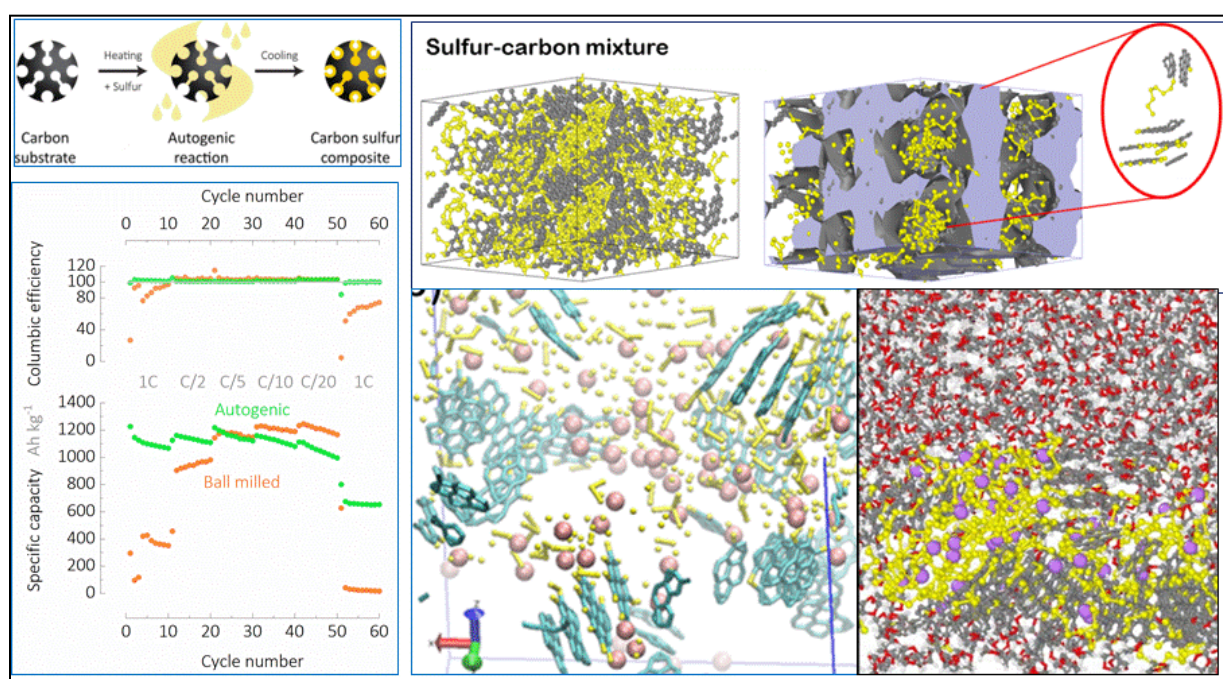 Heating
+ Sulfur
Cooling
Carbon
substrate
Autogenic
reaction
Carbon sulfur
composite
Sulfur-carbon mixture
Cycle number
0 10 20 30 40 50 60
Columbic efficiency
120
100
80
40
0
1C C/2 C/5 C/10 C/20 1C
Specific capacity Ah kg-1
1400
1200
1000
800
600
400
200
0
Autogenic
Ball milled
0 10 20 30 40 50 60
Cycle number